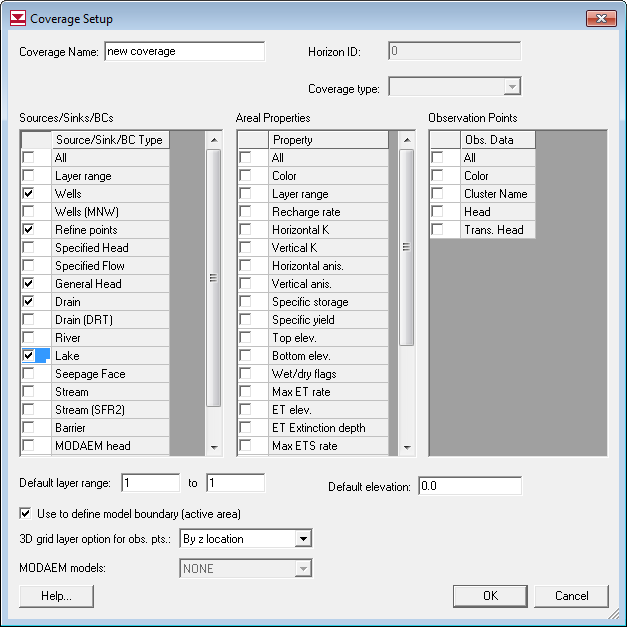 Coverage Setup
Coverage Name: new coverage
Horizon ID: 0
Coverage type:
Sources/Sinks/BCs
Source/Sink/BC Type
All
Layer range
Wells
Wells (MNW)
Refine points
Specified Head
Specified Flow
General Head
Drain
Drain (DRT)
River
Lake
Seepage Face
Stream
Stream (SFR2)
Barrier
MODAEM head
Areal Properties
Property
All
Color
Layer range
Recharge rate
Horizontal K
Vertical K
Horizontal anis.
Vertical anis.
Specific storage
Specific yield
Top elev.
Bottom elev.
Wet/dry flags
Max ET rate
ET elev.
ET Extinction depth
Max ETS rate
Observation Points
Obs. Data
All
Color
Cluster Name
Head
Trans. Head
Default layer range: 1 to 1
Default elevation: 0.0
Use to define model boundary (active area)
3D grid layer option for obs. pts.: By z location
MODAEM models: NONE
Help...
OK
Cancel